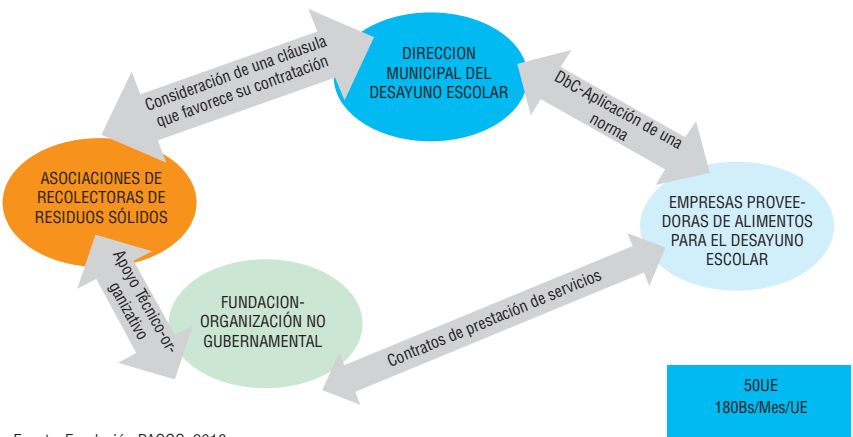 Consideración de una cláusula
que favorece su contratación
DIRECCION
MUNICIPAL DEL
DESAYUNO ESCOLAR
DbC-Aplicación de una
norma
ASOCIACIONES DE
RECOLECTORAS DE
RESIDUOS SÓLIDOS
EMPRESAS PROVEE-
DORAS DE ALIMENTOS
PARA EL DESAYUNO
ESCOLAR
Apoyo Técnico-or-
ganizativo
FUNDACION-
ORGANIZACIÓN NO
GUBERNAMENTAL
Contratos de prestación de servicios
50UE
180Bs/Mes/UE